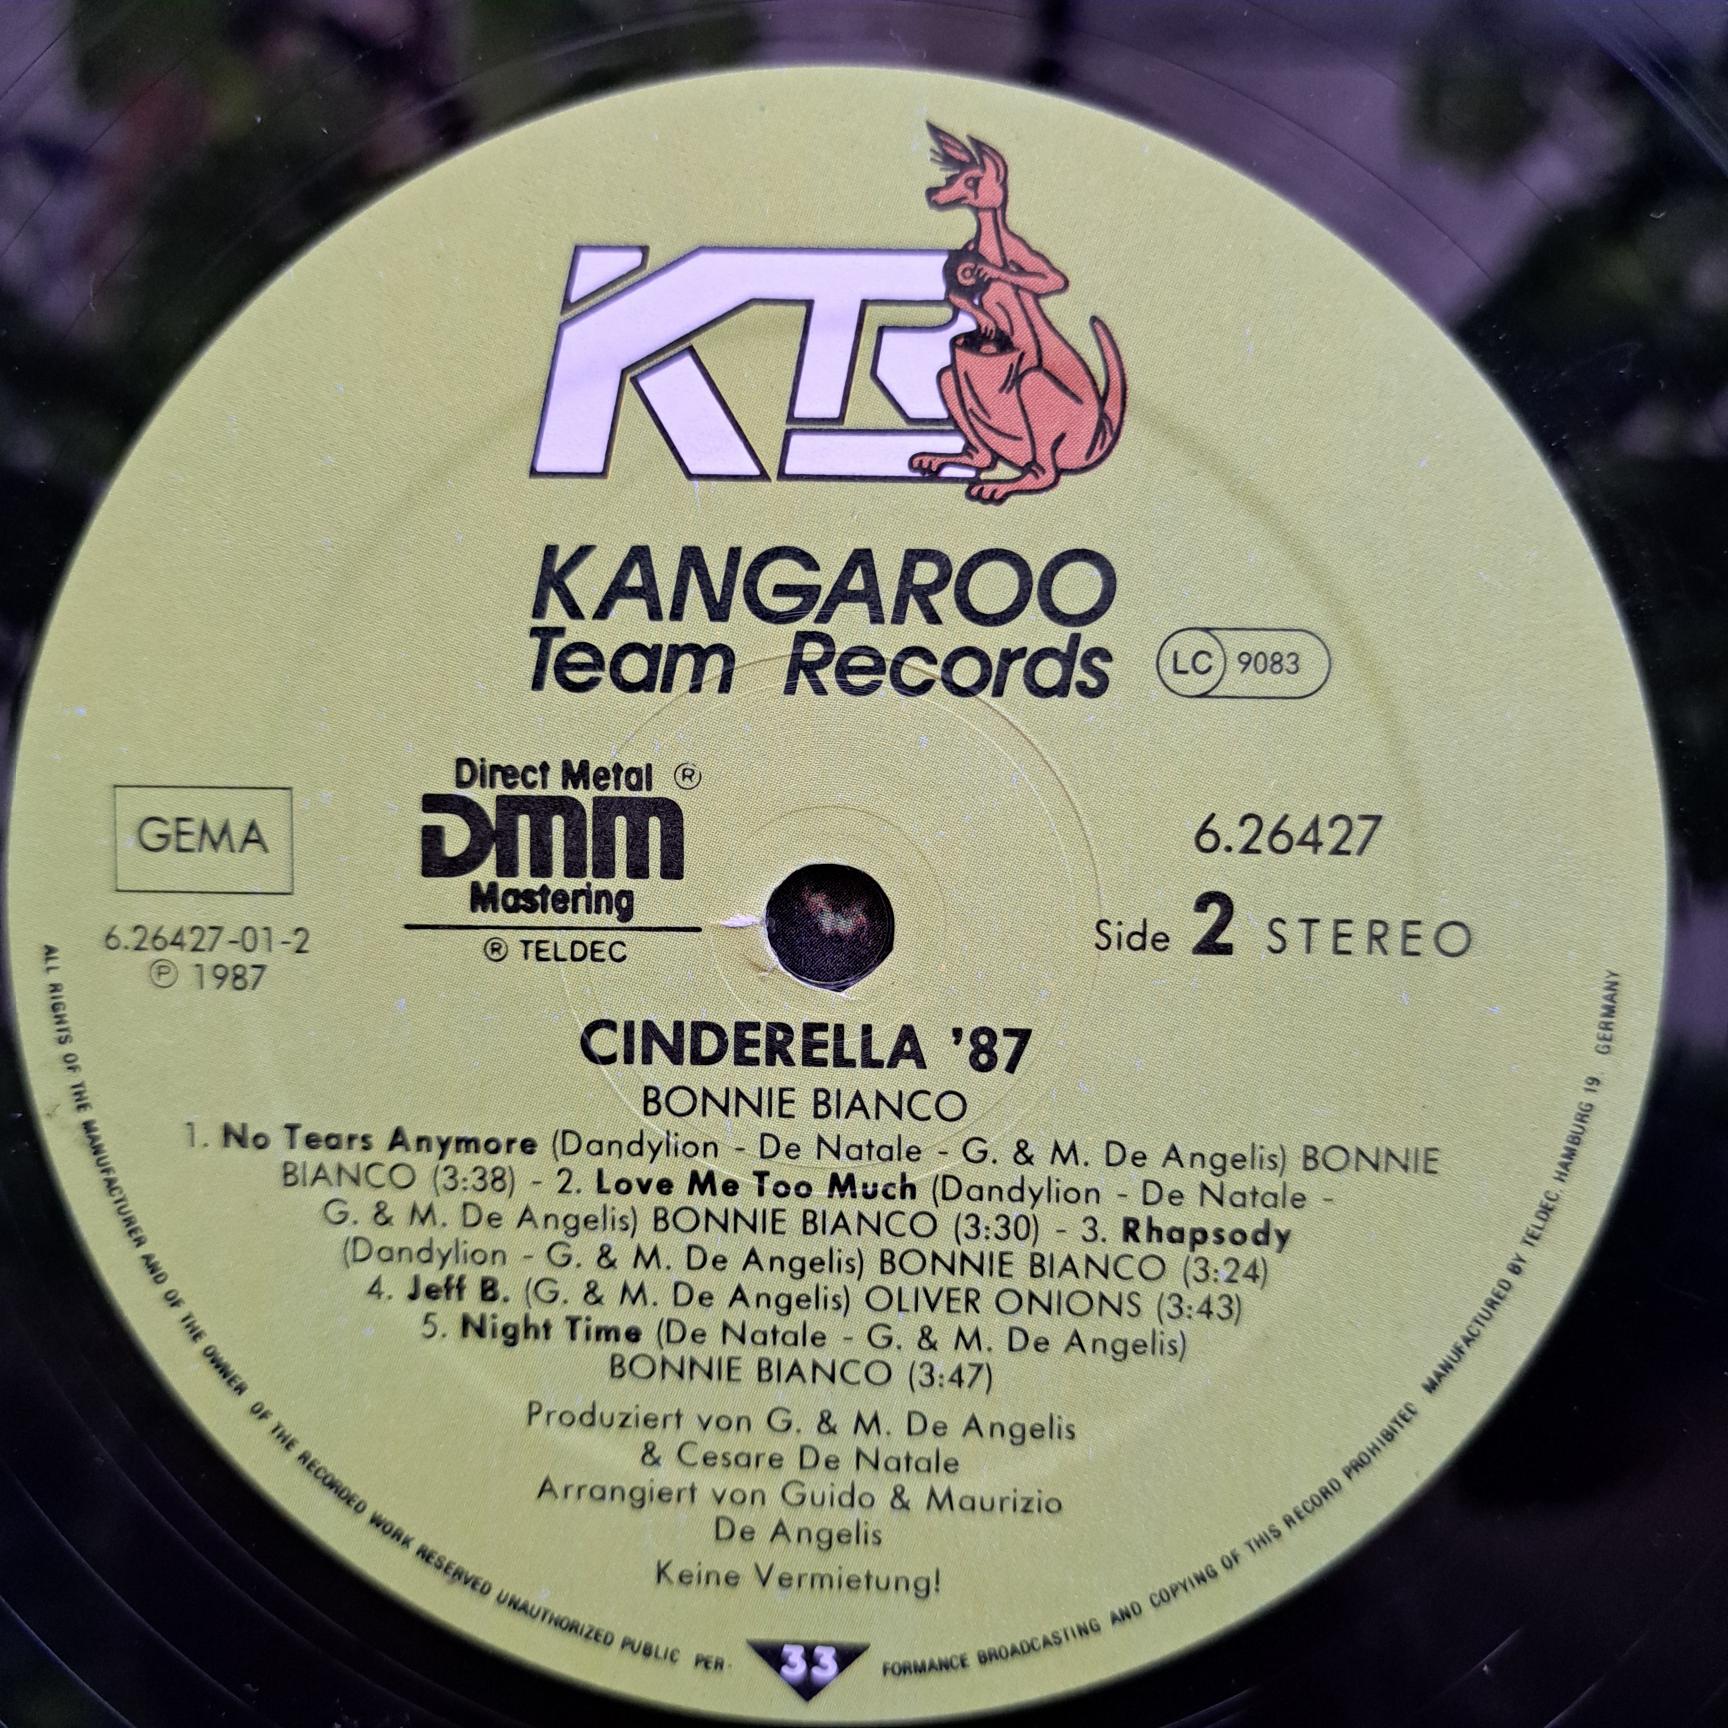 KTR
KANGAROO
Team Records
LC 9083
Direct Metal ®
DMM
Mastering
® TELDEC
GEMA
6.26427-01-2
℗ 1987
6.26427
Side 2 STEREO
CINDERELLA '87
BONNIE BIANCO
1. No Tears Anymore (Dandylion - De Natale - G. & M. De Angelis) BONNIE
BIANCO (3:38) - 2. Love Me Too Much (Dandylion - De Natale -
G. & M. De Angelis) BONNIE BIANCO (3:30) - 3. Rhapsody
(Dandylion - G. & M. De Angelis) BONNIE BIANCO (3:24)
4. Jeff B. (G. & M. De Angelis) OLIVER ONIONS (3:43)
5. Night Time (De Natale - G. & M. De Angelis)
BONNIE BIANCO (3:47)
Produziert von G. & M. De Angelis
& Cesare De Natale
Arrangiert von Guido & Maurizio
De Angelis
Keine Vermietung!
ALL RIGHTS OF THE MANUFACTURER AND OF THE OWNER OF THE RECORDED WORK RESERVED UNAUTHORIZED PUBLIC PER-
33
FORMANCE BROADCASTING AND COPYING OF THIS RECORD PROHIBITED MANUFACTURED BY TELDEC, HAMBURG 19. GERMANY